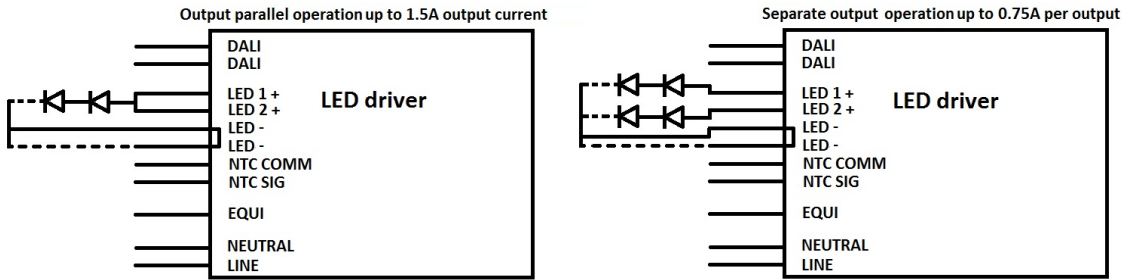 Output parallel operation up to 1.5A output current
DALI
DALI
LED 1 +
LED 2 +
LED -
LED -
NTC COMM
NTC SIG
EQUI
NEUTRAL
LINE
LED driver
Separate output operation up to 0.75A per output
DALI
DALI
LED 1 +
LED 2 +
LED -
LED -
NTC COMM
NTC SIG
EQUI
NEUTRAL
LINE
LED driver